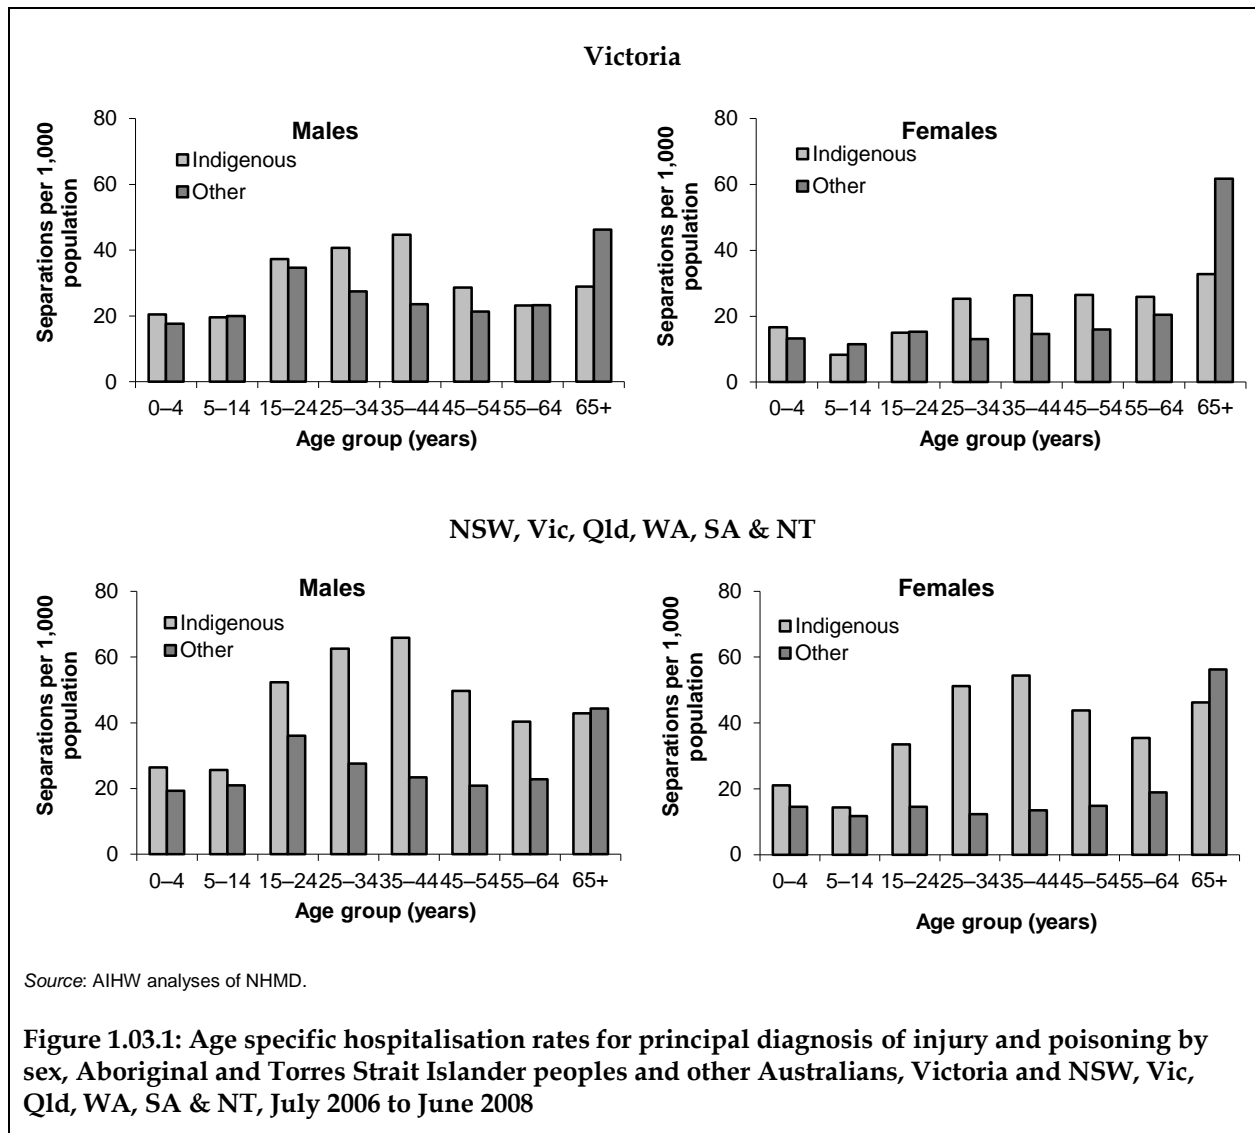 Victoria
Males
Indigenous
Other
80
60
40
20
0
Separations per 1,000
population
0–4 5–14 15–24 25–34 35–44 45–54 55–64 65+
Age group (years)
Females
Indigenous
Other
80
60
40
20
0
Separations per 1,000
population
0–4 5–14 15–24 25–34 35–44 45–54 55–64 65+
Age group (years)
NSW, Vic, Qld, WA, SA & NT
Males
Indigenous
Other
80
60
40
20
0
Separations per 1,000
population
0–4 5–14 15–24 25–34 35–44 45–54 55–64 65+
Age group (years)
Females
Indigenous
Other
80
60
40
20
0
Separations per 1,000
population
0–4 5–14 15–24 25–34 35–44 45–54 55–64 65+
Age group (years)
Source: AIHW analyses of NHMD.
Figure 1.03.1: Age specific hospitalisation rates for principal diagnosis of injury and poisoning by
sex, Aboriginal and Torres Strait Islander peoples and other Australians, Victoria and NSW, Vic,
Qld, WA, SA & NT, July 2006 to June 2008